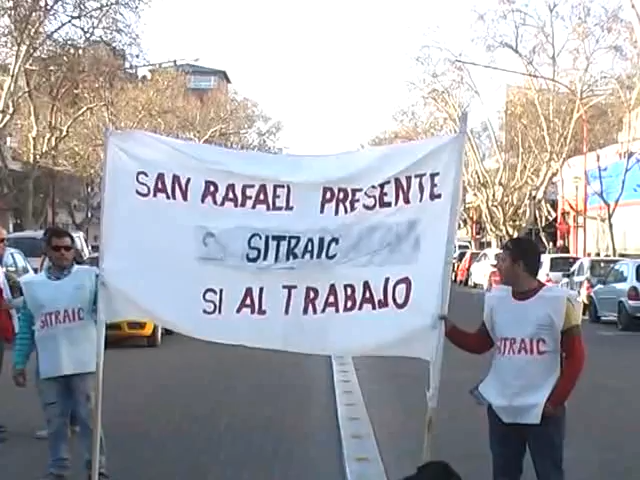 SAN RAFAEL PRESENTE
SITRAIC
SI AL TRABAJO
SITRAIC
SITRAIC